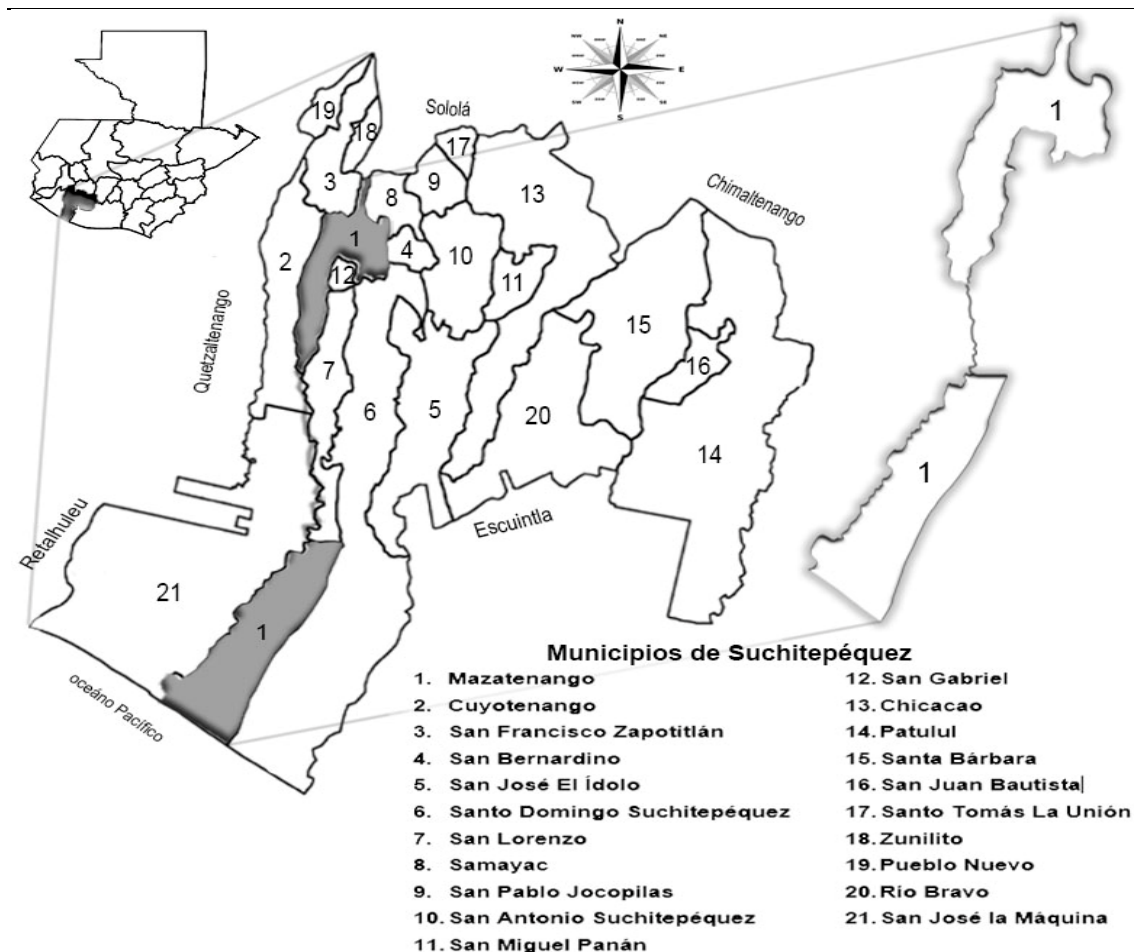 N
NW
NE
W
E
SW
SE
S
Sololá
Chimaltenango
Quetzaltenango
Retalhuleu
Escuintla
océano Pacífico
19
18
17
3
9
13
8
1
4
2
12
10
11
15
16
7
6
5
20
14
21
1
1
1
Municipios de Suchitepéquez
1. Mazatenango
2. Cuyotenango
3. San Francisco Zapotitlán
4. San Bernardino
5. San José El Ídolo
6. Santo Domingo Suchitepéquez
7. San Lorenzo
8. Samayac
9. San Pablo Jocopilas
10. San Antonio Suchitepéquez
11. San Miguel Panán
12. San Gabriel
13. Chicacao
14. Patulul
15. Santa Bárbara
16. San Juan Bautista
17. Santo Tomás La Unión
18. Zunilito
19. Pueblo Nuevo
20. Río Bravo
21. San José la Máquina